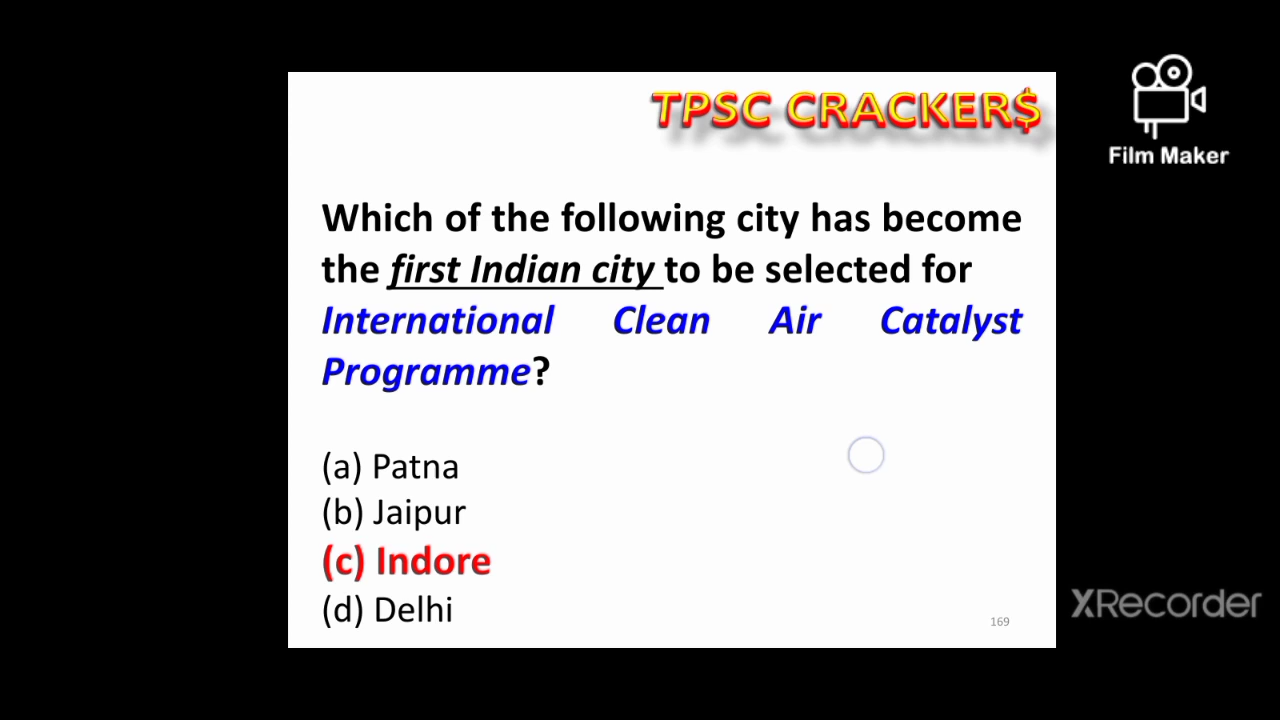 TPSC CRACKER$
Film Maker
Which of the following city has become
the first Indian city to be selected for
International Clean Air Catalyst
Programme?
(a) Patna
(b) Jaipur
(c) Indore
(d) Delhi
169
XRecorder